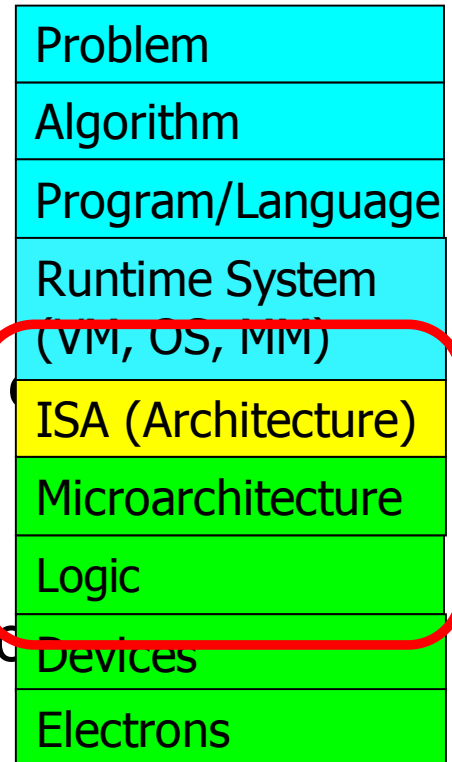 Problem
Algorithm
Program/Language
Runtime System
(VM, OS, MM)
ISA (Architecture)
Microarchitecture
Logic
Devices
Electrons